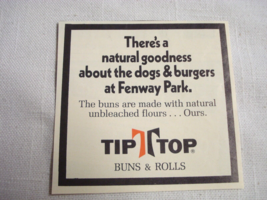 There's a
natural goodness
about the dogs & burgers
at Fenway Park.
The buns are made with natural
unbleached flours . . . Ours.
TIP TOP®
BUNS & ROLLS